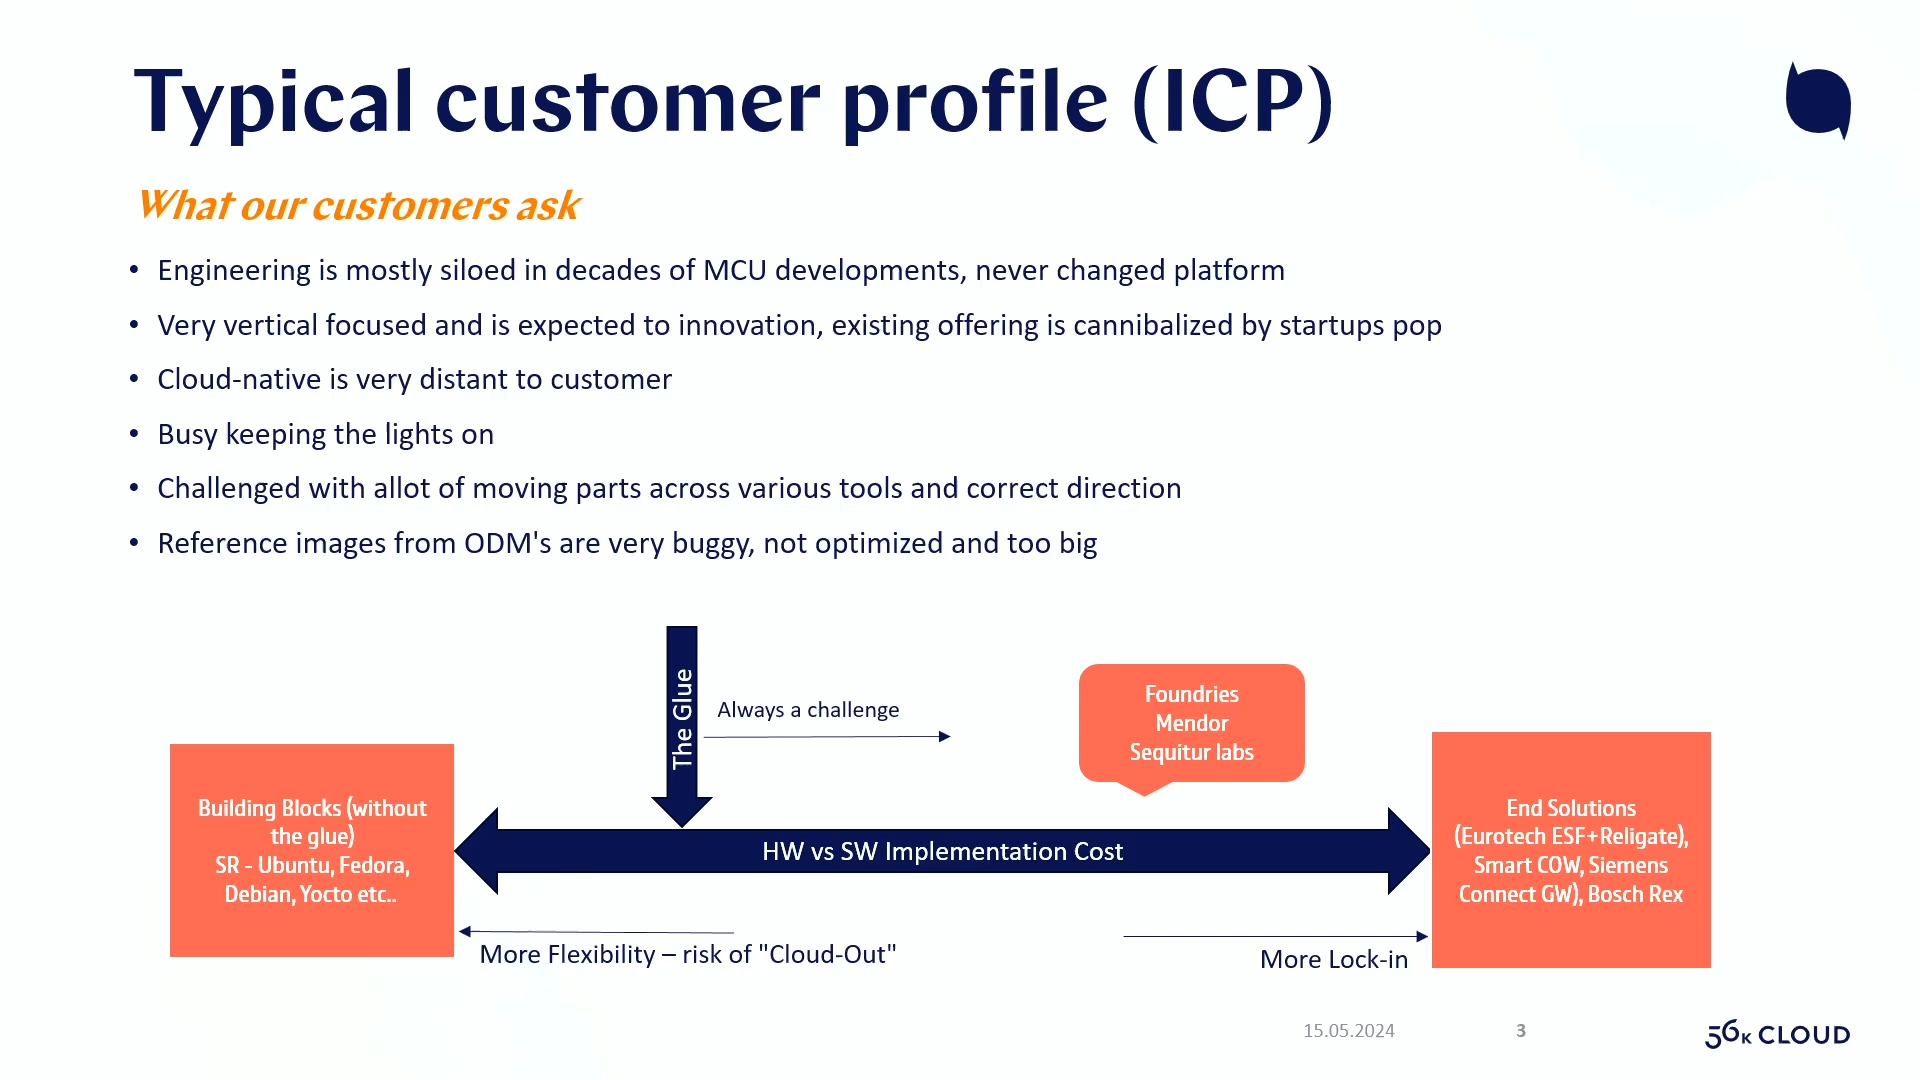 Typical customer profile (ICP)
What our customers ask
• Engineering is mostly siloed in decades of MCU developments, never changed platform
• Very vertical focused and is expected to innovation, existing offering is cannibalized by startups pop
• Cloud-native is very distant to customer
• Busy keeping the lights on
• Challenged with allot of moving parts across various tools and correct direction
• Reference images from ODM's are very buggy, not optimized and too big
The Glue
Always a challenge
Foundries
Mendor
Sequitur labs
Building Blocks (without
the glue)
SR - Ubuntu, Fedora,
Debian, Yocto etc..
HW vs SW Implementation Cost
End Solutions
(Eurotech ESF+Religate),
Smart COW, Siemens
Connect GW), Bosch Rex
More Flexibility – risk of "Cloud-Out"
More Lock-in
15.05.2024
3
56K CLOUD